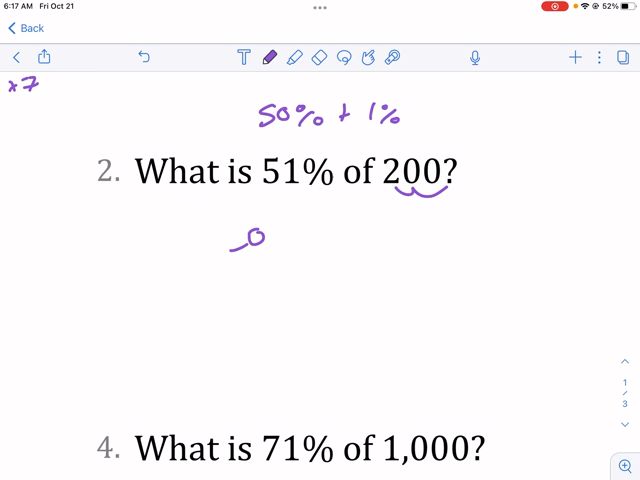 6:17 AM Fri Oct 21
52%
Back
T
x7
50% + 1%
2. What is 51% of 200?
1
/
3
4. What is 71% of 1,000?